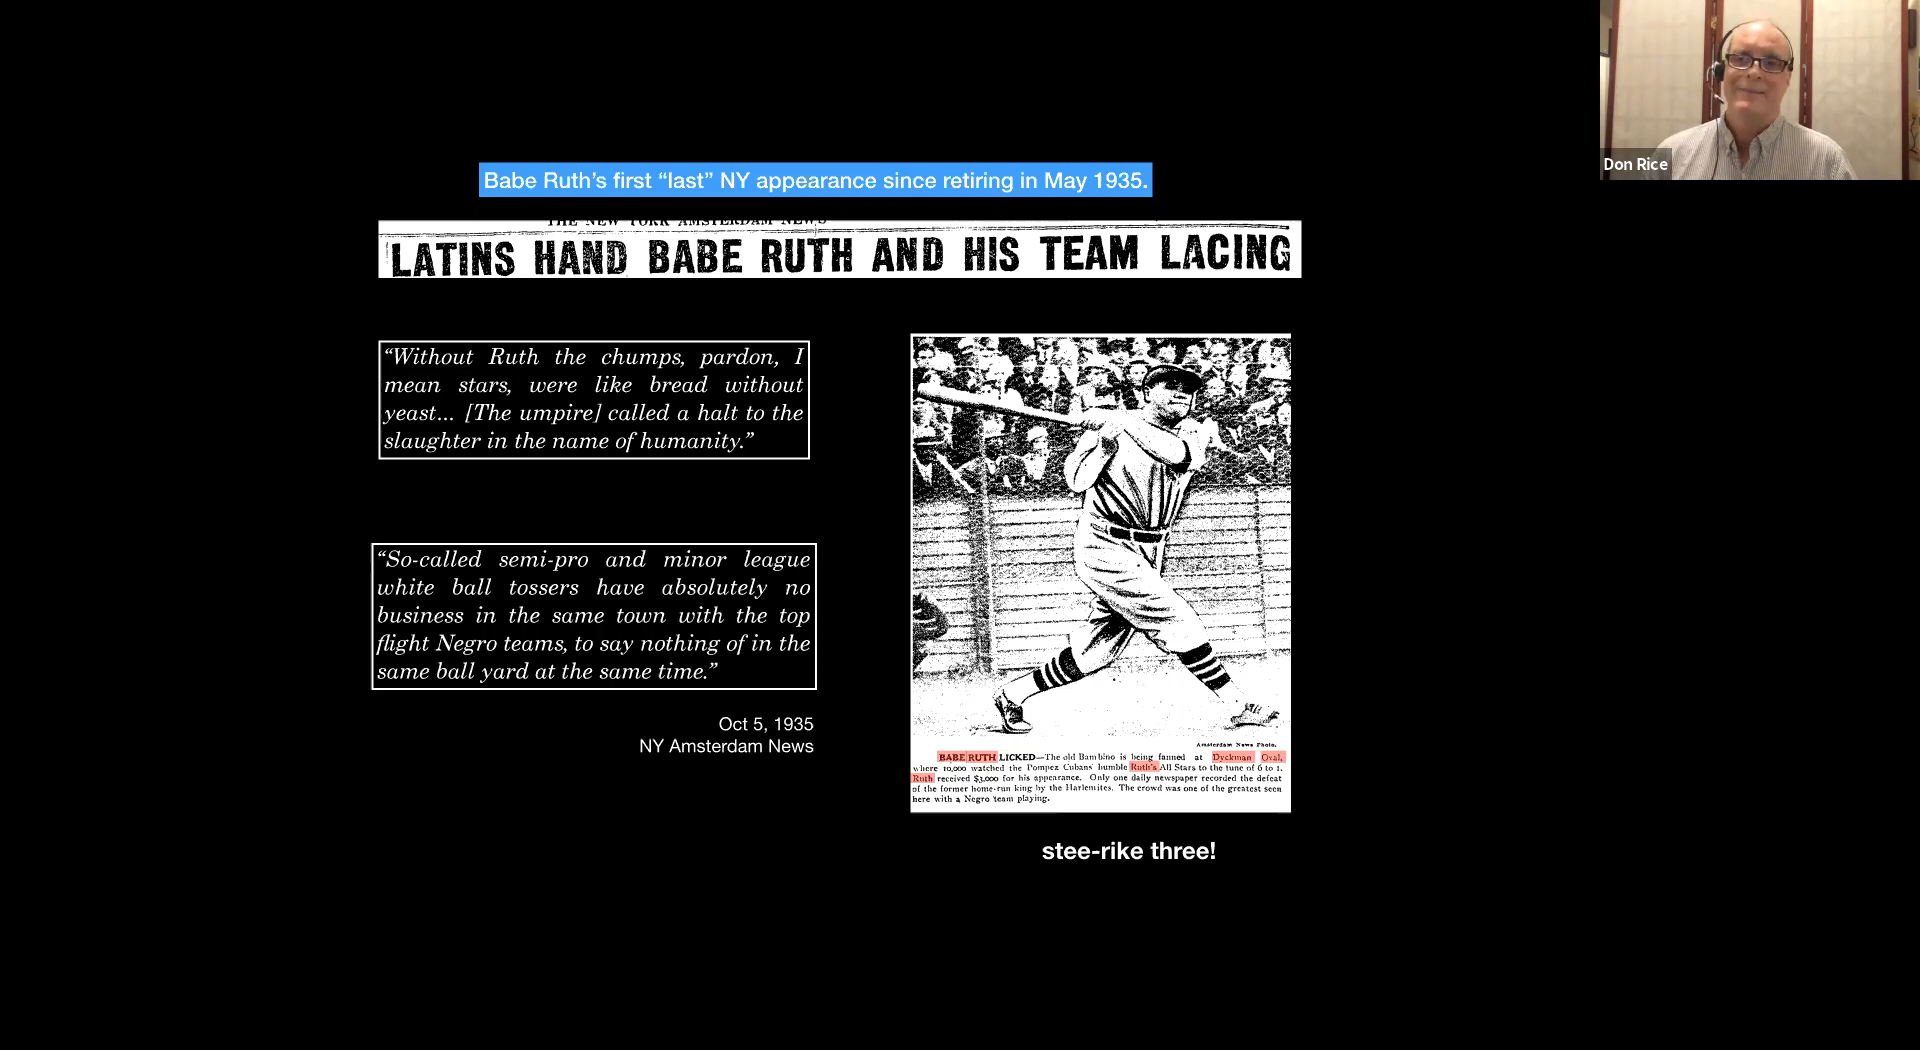 Don Rice
Babe Ruth’s first “last” NY appearance since retiring in May 1935.
THE NEW YORK AMSTERDAM NEWS
LATINS HAND BABE RUTH AND HIS TEAM LACING
“Without Ruth the chumps, pardon, I
mean stars, were like bread without
yeast... [The umpire] called a halt to the
slaughter in the name of humanity.”
“So-called semi-pro and minor league
white ball tossers have absolutely no
business in the same town with the top
flight Negro teams, to say nothing of in the
same ball yard at the same time.”
Oct 5, 1935
NY Amsterdam News
Amsterdam News Photo.
BABE RUTH LICKED—The old Bambino is being fanned at Dyckman Oval,
where 10,000 watched the Pompez Cubans' humble Ruth's All Stars to the tune of 6 to 1.
Ruth received $3,000 for his appearance. Only one daily newspaper recorded the defeat
of the former home-run king by the Harlemites. The crowd was one of the greatest seen
here with a Negro team playing.
stee-rike three!